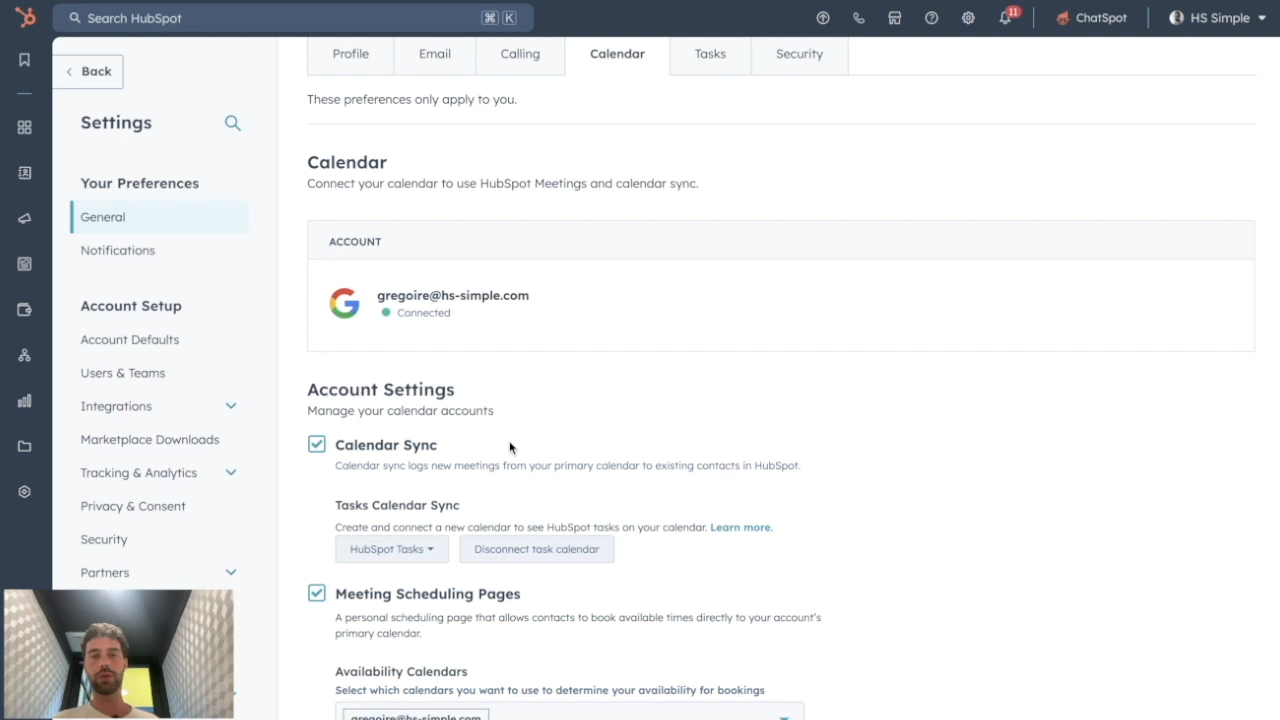 Search HubSpot
⌘ K
11
ChatSpot
HS Simple
Back
Settings
Your Preferences
General
Notifications
Account Setup
Account Defaults
Users & Teams
Integrations
Marketplace Downloads
Tracking & Analytics
Privacy & Consent
Security
Partners
Profile
Email
Calling
Calendar
Tasks
Security
These preferences only apply to you.
Calendar
Connect your calendar to use HubSpot Meetings and calendar sync.
ACCOUNT
gregoire@hs-simple.com
Connected
Account Settings
Manage your calendar accounts
Calendar Sync
Calendar sync logs new meetings from your primary calendar to existing contacts in HubSpot.
Tasks Calendar Sync
Create and connect a new calendar to see HubSpot tasks on your calendar. Learn more.
HubSpot Tasks
Disconnect task calendar
Meeting Scheduling Pages
A personal scheduling page that allows contacts to book available times directly to your account's
primary calendar.
Availability Calendars
Select which calendars you want to use to determine your availability for bookings
gregoire@hs-simple.com